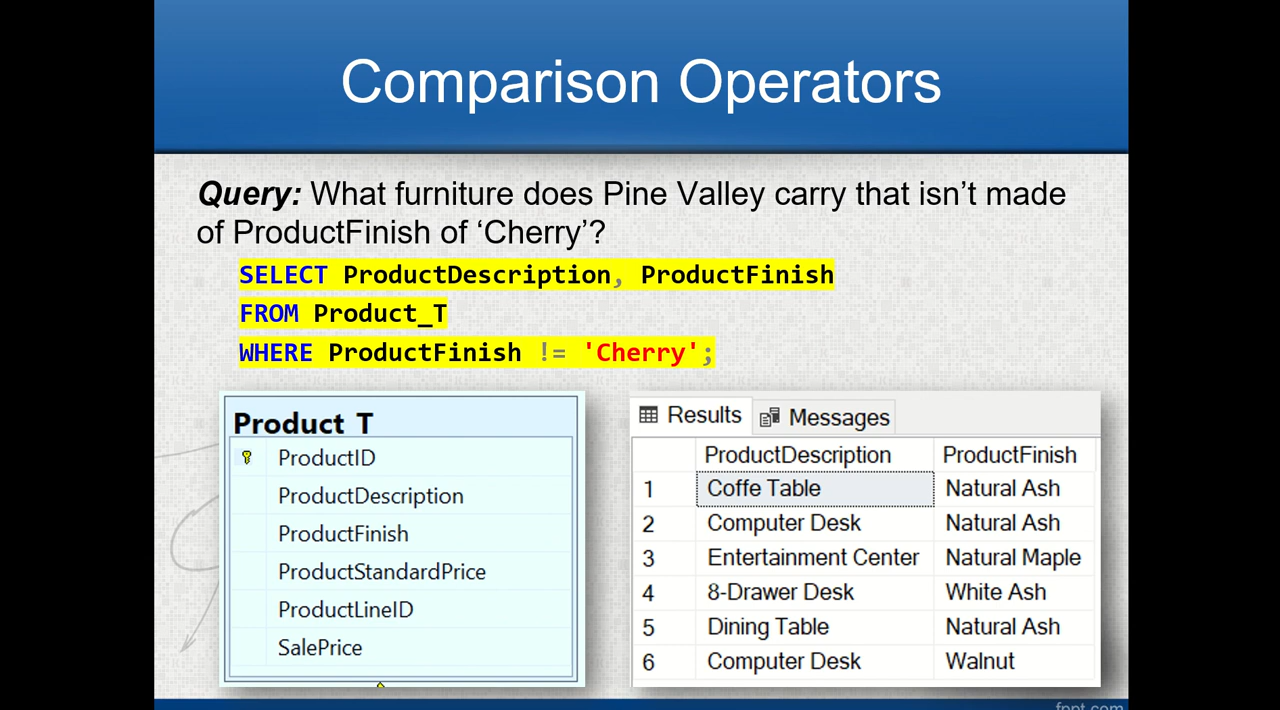 Comparison Operators
Query: What furniture does Pine Valley carry that isn’t made
of ProductFinish of ‘Cherry’?
SELECT ProductDescription, ProductFinish
FROM Product_T
WHERE ProductFinish != 'Cherry';
Product_T
ProductID
ProductDescription
ProductFinish
ProductStandardPrice
ProductLineID
SalePrice
Results Messages
ProductDescription ProductFinish
1 Coffe Table Natural Ash
2 Computer Desk Natural Ash
3 Entertainment Center Natural Maple
4 8-Drawer Desk White Ash
5 Dining Table Natural Ash
6 Computer Desk Walnut
fppt.com